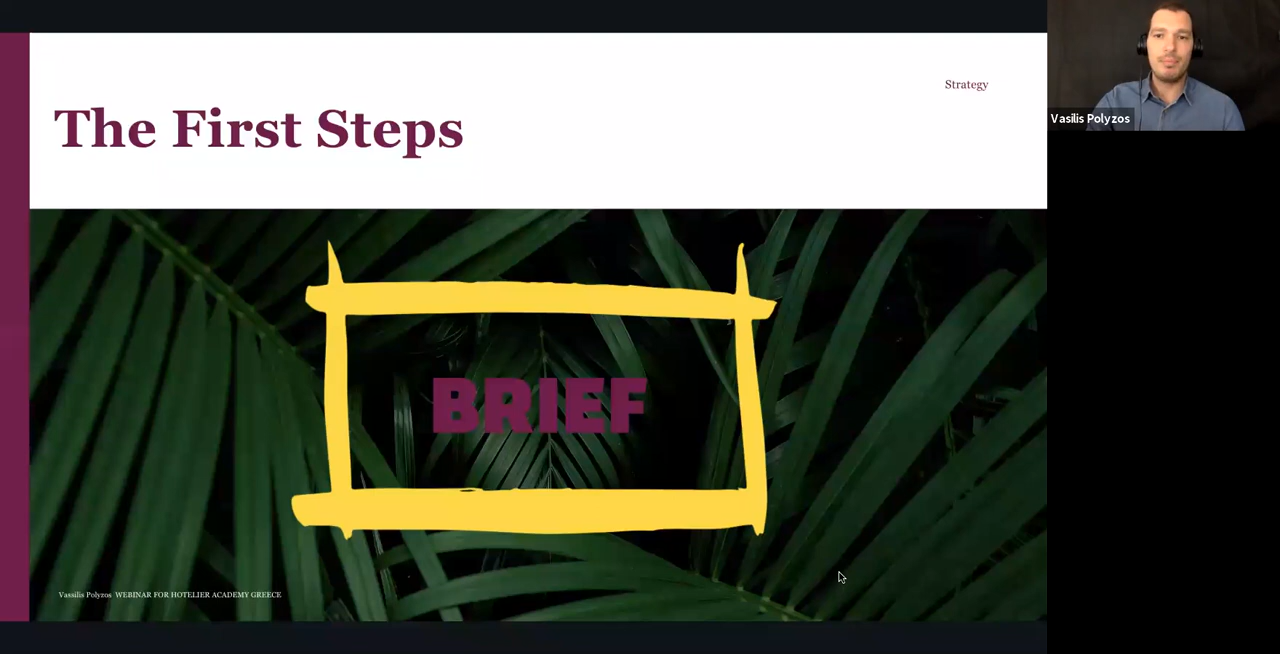 Strategy
The First Steps
BRIEF
Vassilis Polyzos WEBINAR FOR HOTELIER ACADEMY GREECE
Vasilis Polyzos